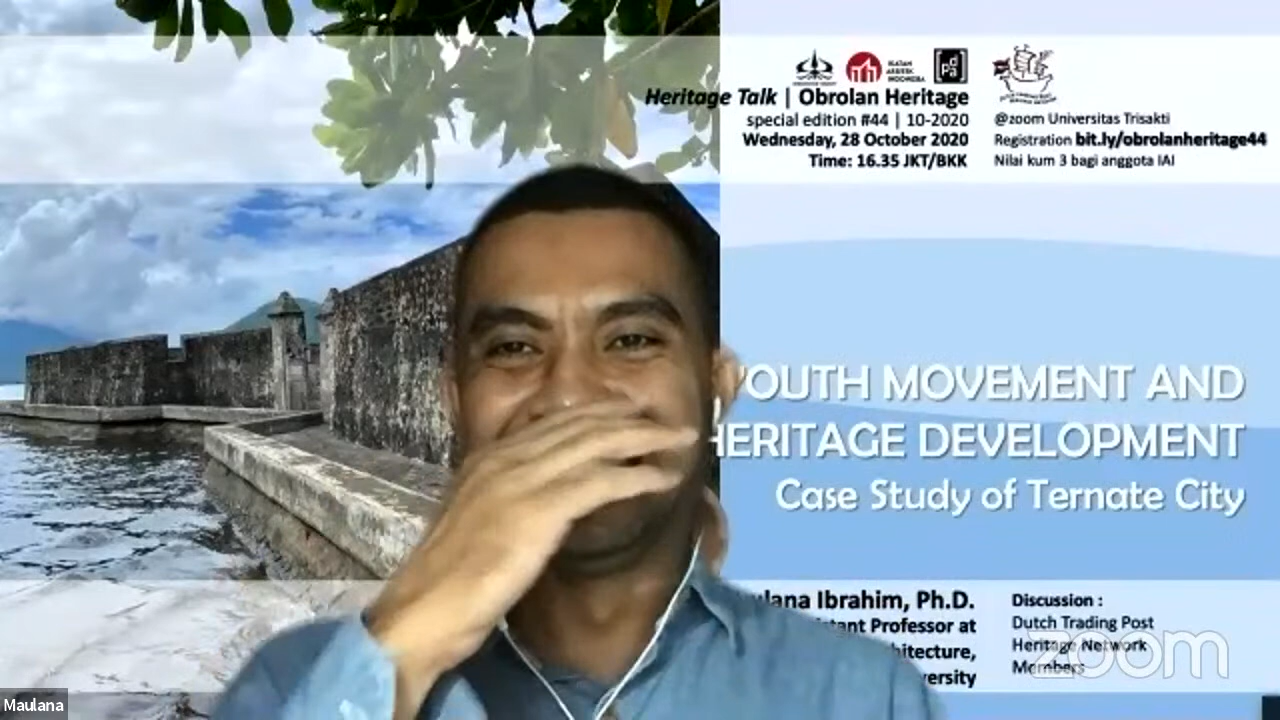 IKATAN
ARSITEK
INDONESIA
Heritage Talk | Obrolan Heritage
special edition #44 | 10-2020
Wednesday, 28 October 2020
Time: 16.35 JKT/BKK
@zoom Universitas Trisakti
Registration bit.ly/obrolanheritage44
Nilai kum 3 bagi anggota IAI
OUTH MOVEMENT AND
HERITAGE DEVELOPMENT
Case Study of Ternate City
ulana Ibrahim, Ph.D.
stant Professor at
hitecture,
versity
Discussion :
Dutch Trading Post
Heritage Network
Members
zoom
Maulana